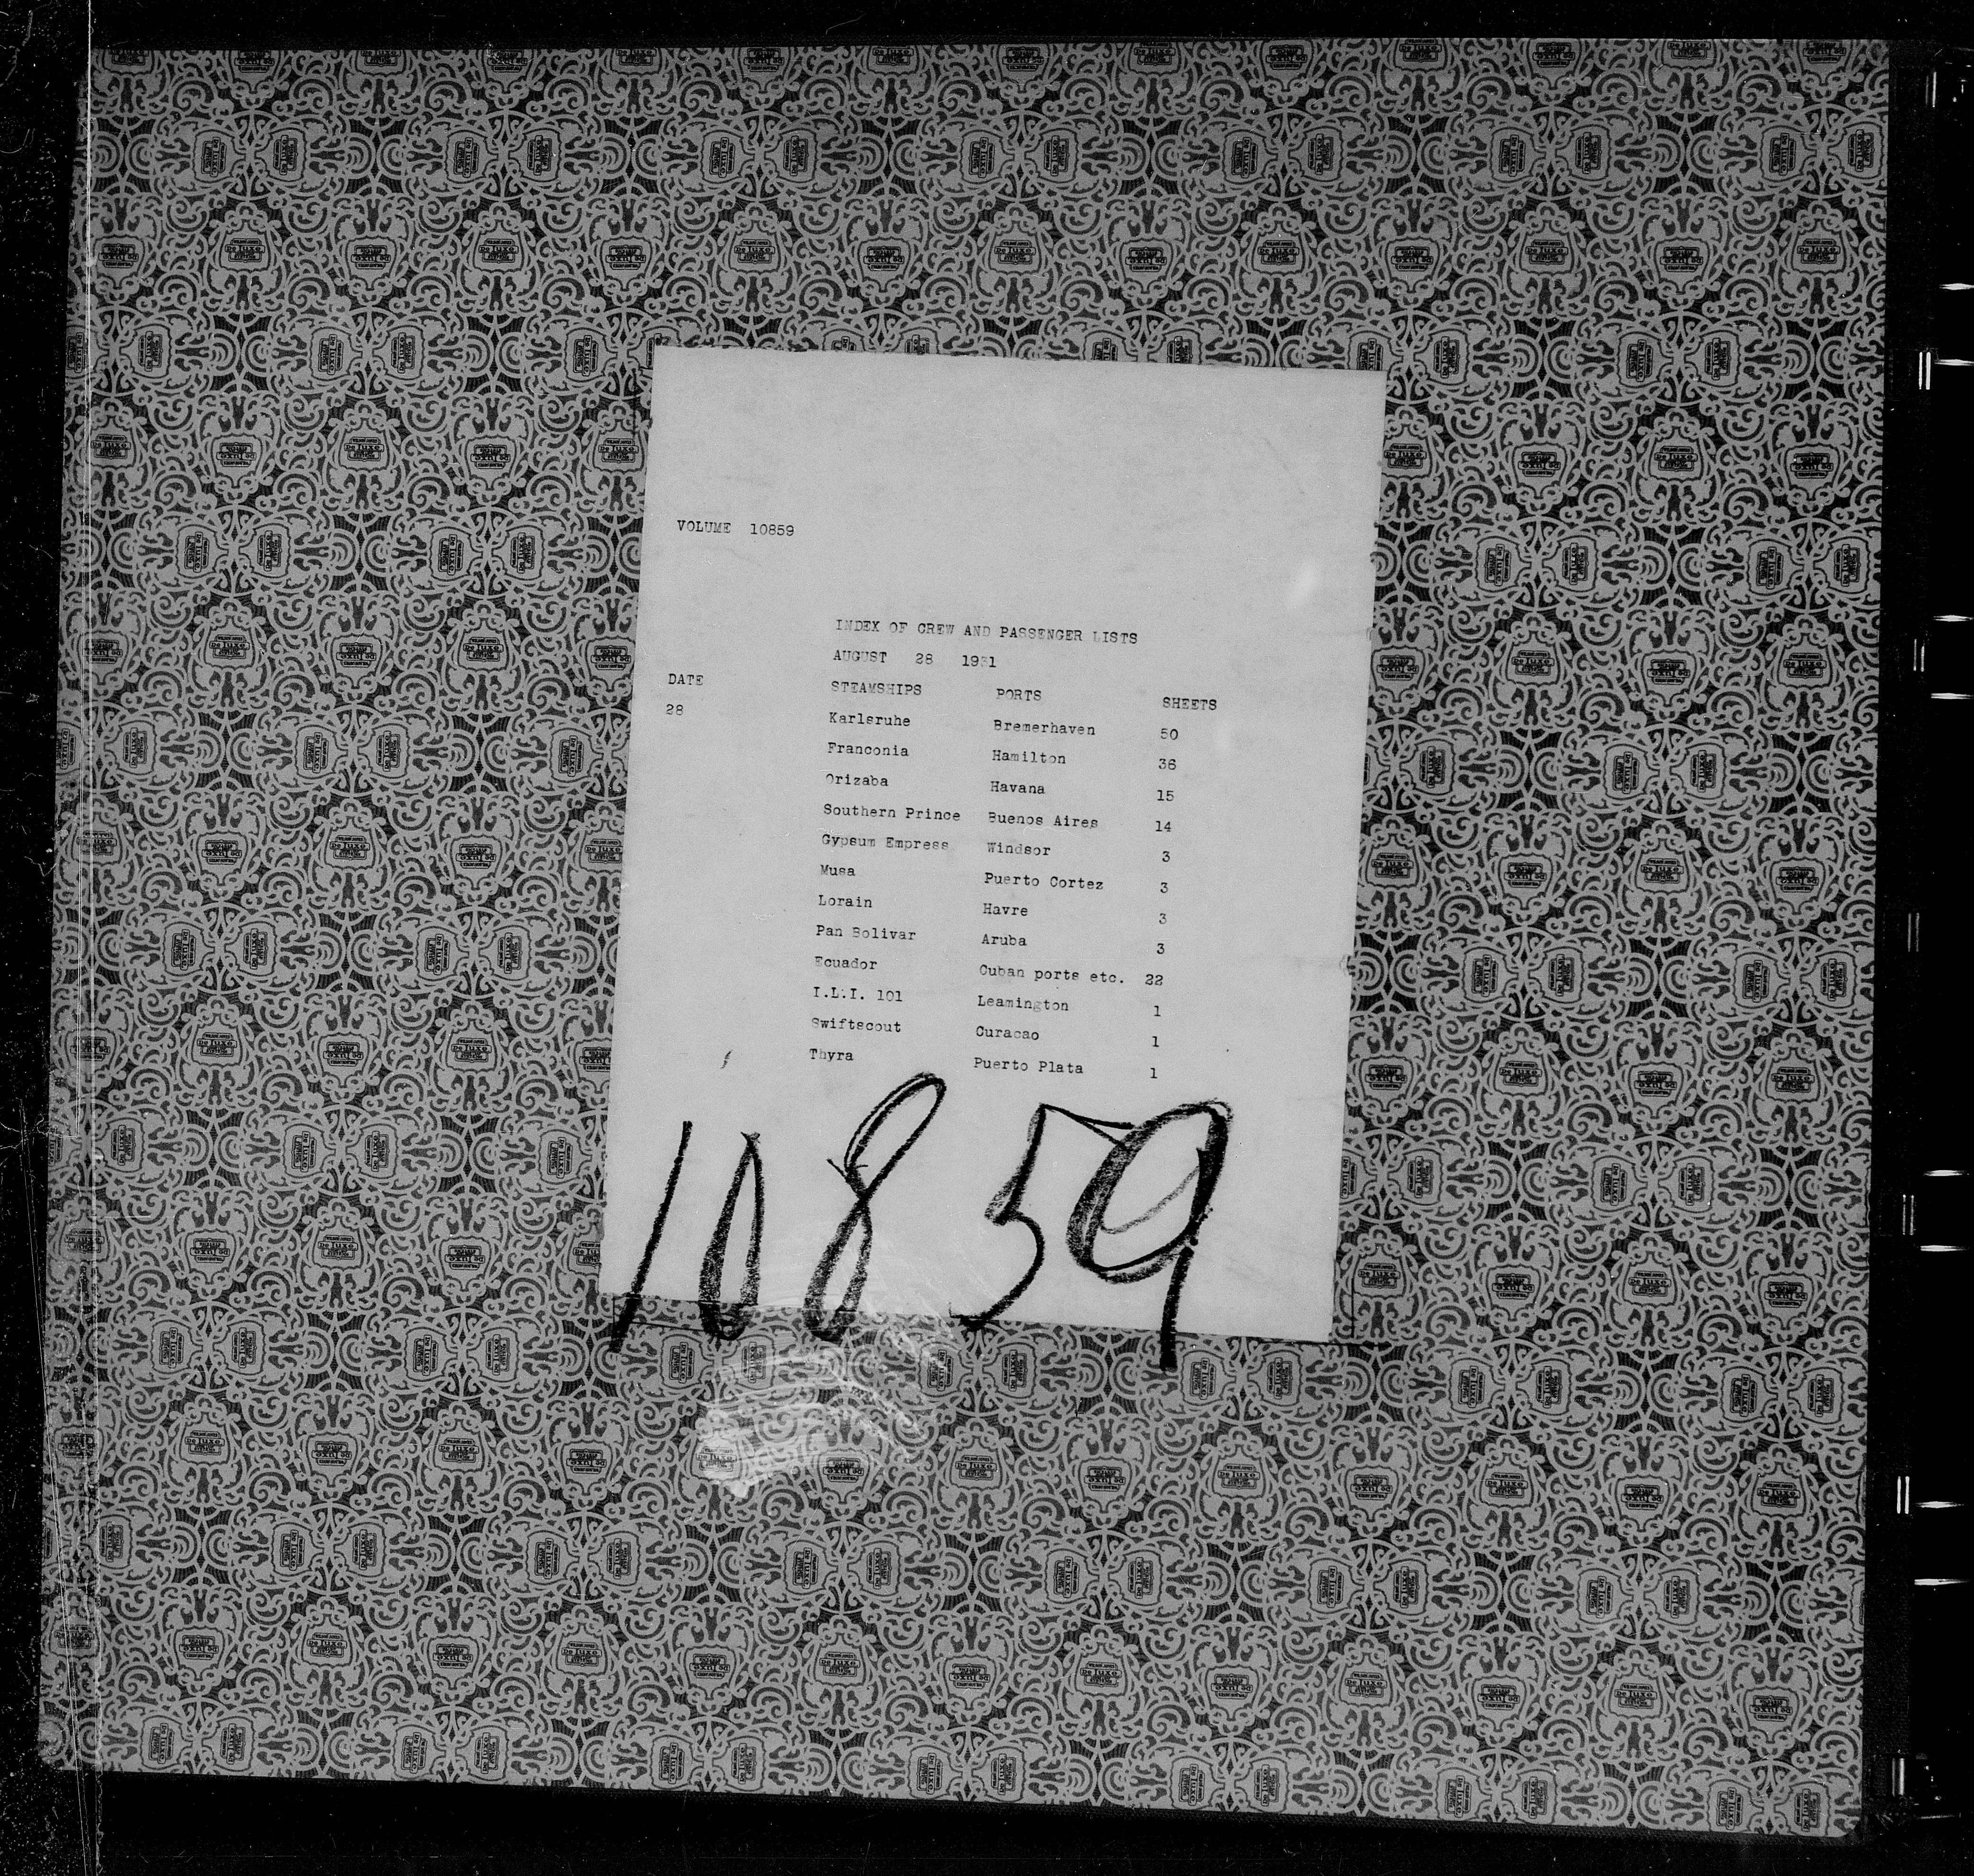 VOLUME 10859
INDEX OF CREW AND PASSENGER LISTS
AUGUST 28 1931
DATE STEAMSHIPS PORTS SHEETS
28 Karlsruhe Bremerhaven 50
Franconia Hamilton 36
Orizaba Havana 15
Southern Prince Buenos Aires 14
Gypsum Empress Windsor 3
Musa Puerto Cortez 3
Lorain Havre 3
Pan Bolivar Aruba 3
Ecuador Cuban ports etc. 22
I.L.I. 101 Leamington 1
Swiftscout Curacao 1
Thyra Puerto Plata 1
10859